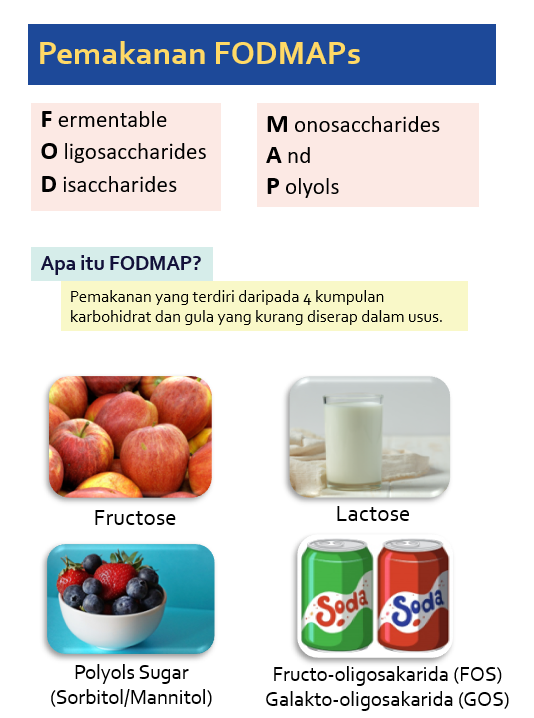 Pemakanan FODMAPs
F ermentable
O ligosaccharides
D isaccharides
M onosaccharides
A nd
P olyols
Apa itu FODMAP?
Pemakanan yang terdiri daripada 4 kumpulan
karbohidrat dan gula yang kurang diserap dalam usus.
Fructose
Lactose
Soda
Soda
Polyols Sugar
(Sorbitol/Mannitol)
Fructo-oligosakarida (FOS)
Galakto-oligosakarida (GOS)